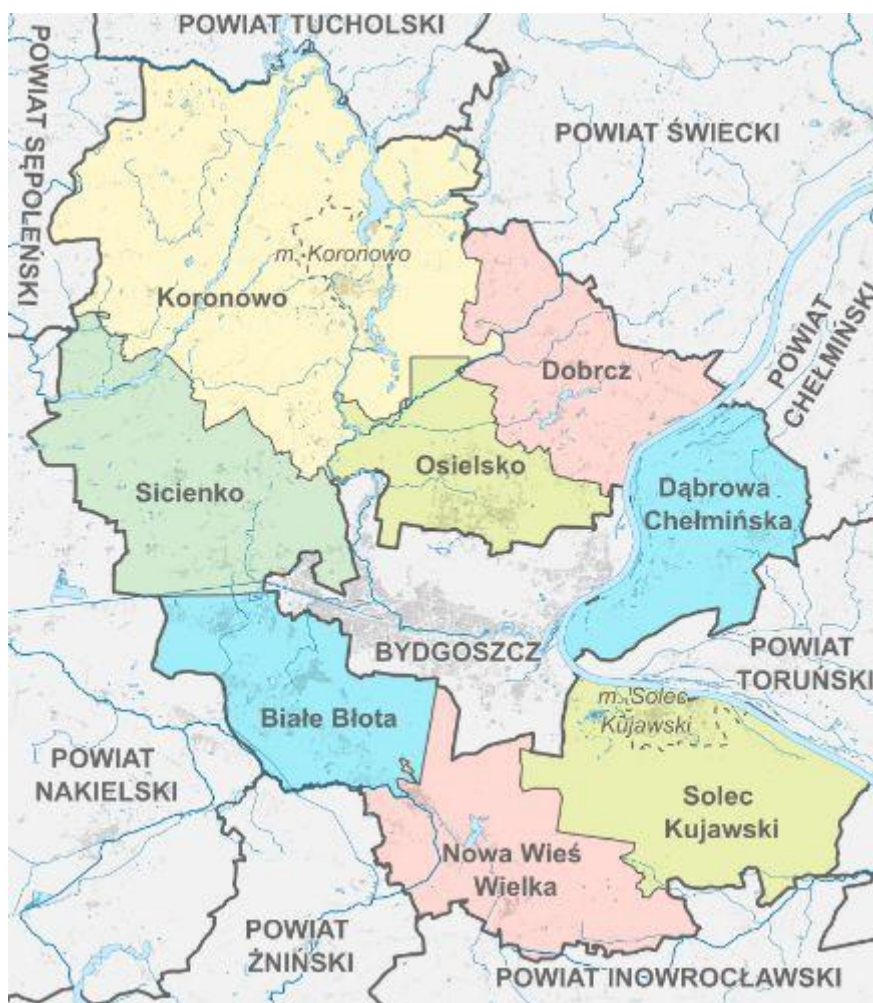 POWIAT TUCHOLSKI
POWIAT SĘPOLEŃSKI
POWIAT ŚWIECKI
m. Koronowo
Koronowo
POWIAT
CHEŁMIŃSKI
Dobrcz
Osielsko
Sicienko
Dąbrowa
Chełmińska
BYDGOSZCZ
POWIAT
TORUŃSKI
m. Solec
Kujawski
Białe Błota
POWIAT
NAKIELSKI
Solec
Kujawski
Nowa Wieś
Wielka
POWIAT
ŻNIŃSKI
POWIAT INOWROCŁAWSKI